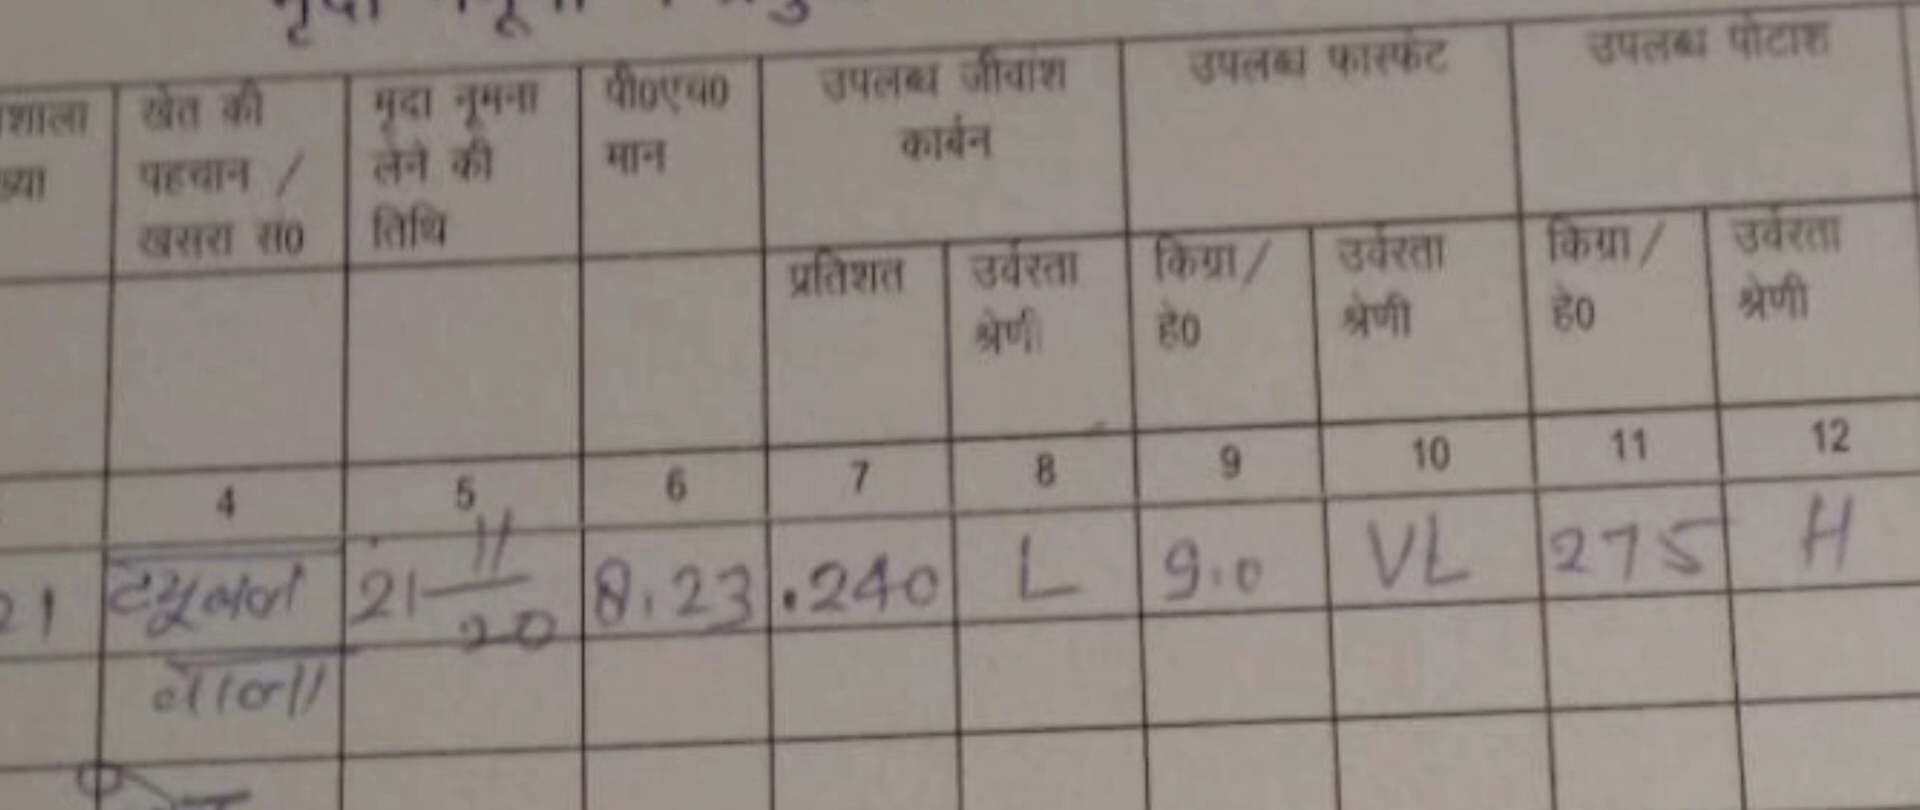 शाला | खेत की पहचान / खसरा सं0 | मृदा नूमना लेने की तिथि | पी0एच0 मान | उपलब्ध जीवांश कार्बन | उपलब्ध फास्फेट | उपलब्ध पोटाश
प्रतिशत | उर्वरता श्रेणी | किग्रा/ हे0 | उर्वरता श्रेणी | किग्रा/ हे0 | उर्वरता श्रेणी
4 | 5 | 6 | 7 | 8 | 9 | 10 | 11 | 12
21 | ट्यूबवेल वाला | 21 11/20 | 8.23 | .240 | L | 9.0 | VL | 275 | H